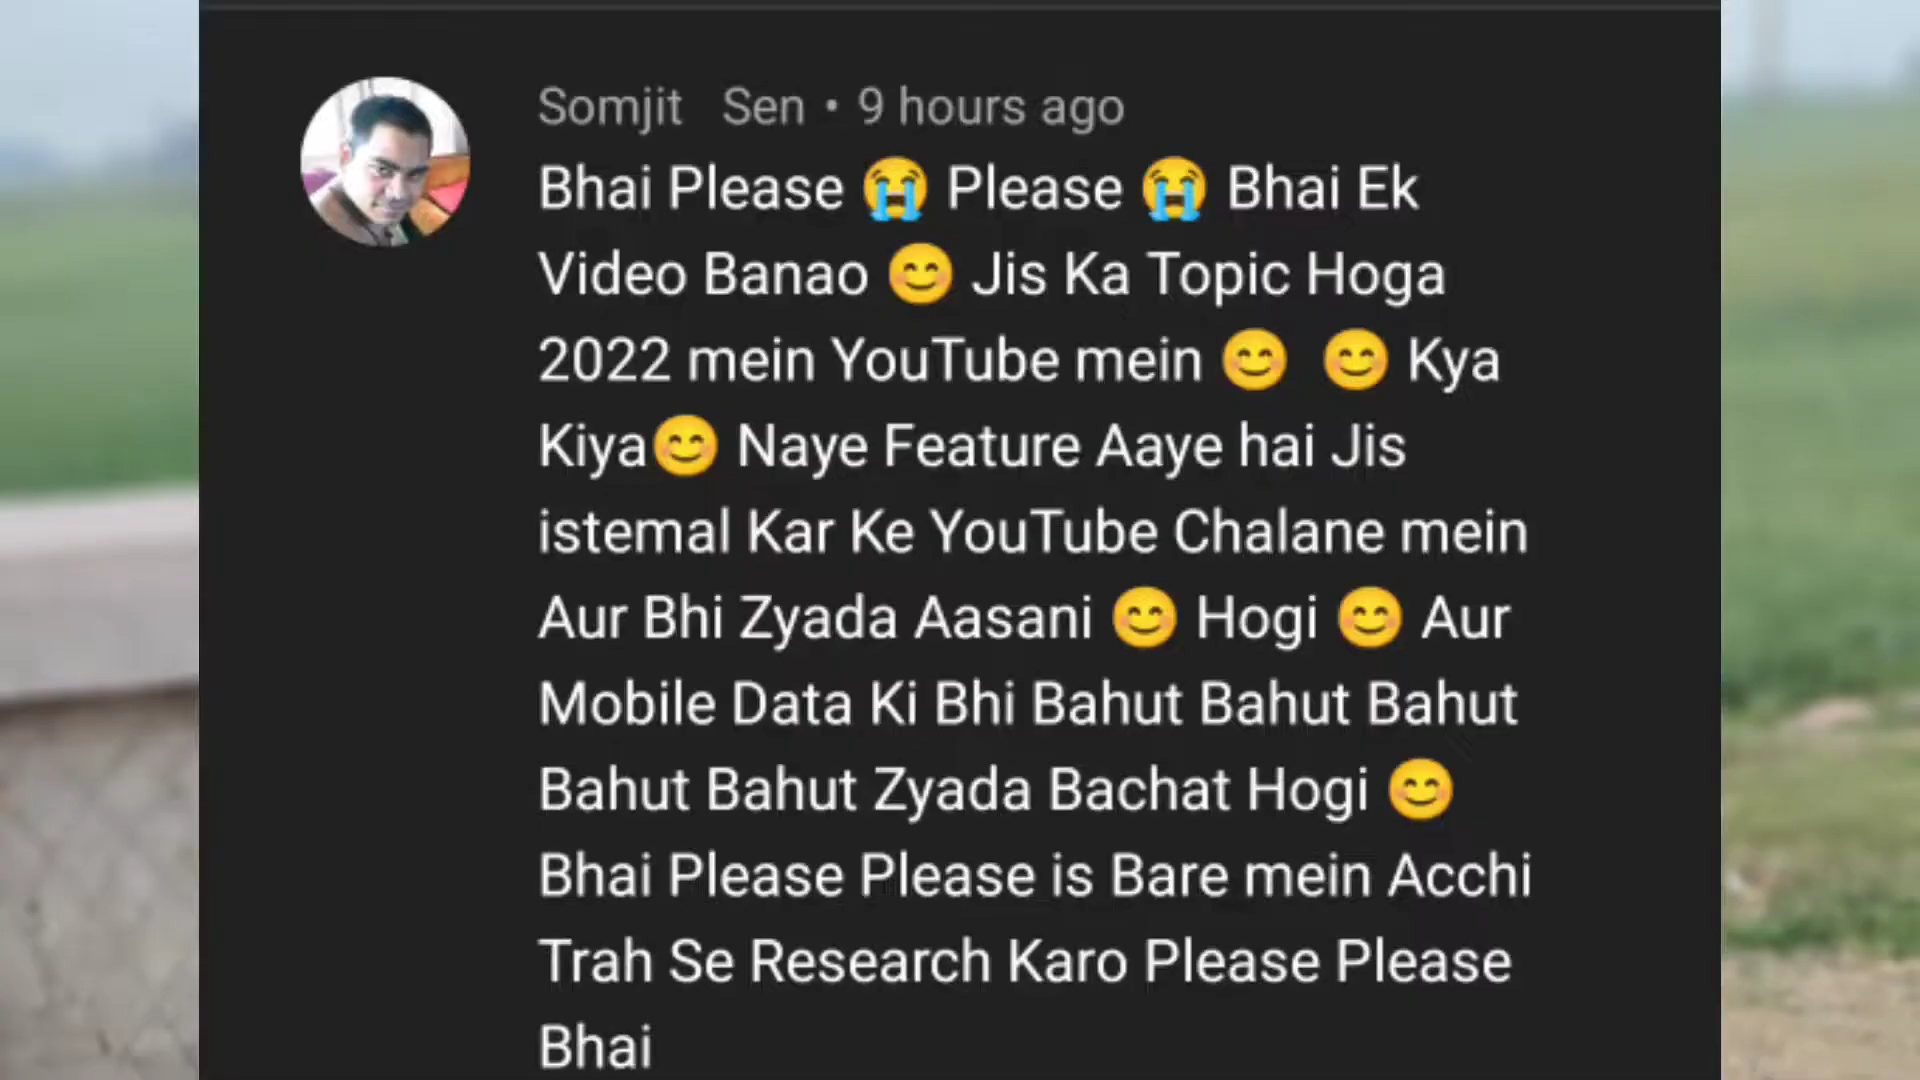 Somjit Sen • 9 hours ago
Bhai Please 😭 Please 😭 Bhai Ek
Video Banao 😊 Jis Ka Topic Hoga
2022 mein YouTube mein 😊 😊 Kya
Kiya😊 Naye Feature Aaye hai Jis
istemal Kar Ke YouTube Chalane mein
Aur Bhi Zyada Aasani 😊 Hogi 😊 Aur
Mobile Data Ki Bhi Bahut Bahut Bahut
Bahut Bahut Zyada Bachat Hogi 😊
Bhai Please Please is Bare mein Acchi
Trah Se Research Karo Please Please
Bhai